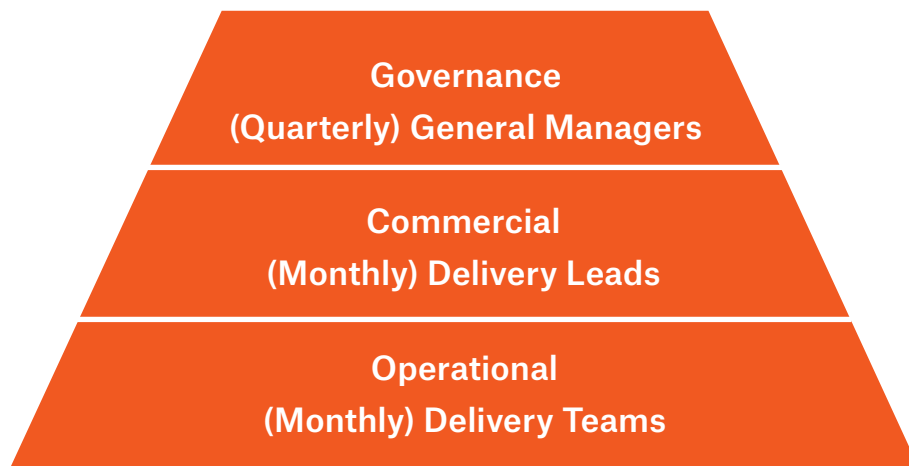 Governance
(Quarterly) General Managers
Commercial
(Monthly) Delivery Leads
Operational
(Monthly) Delivery Teams